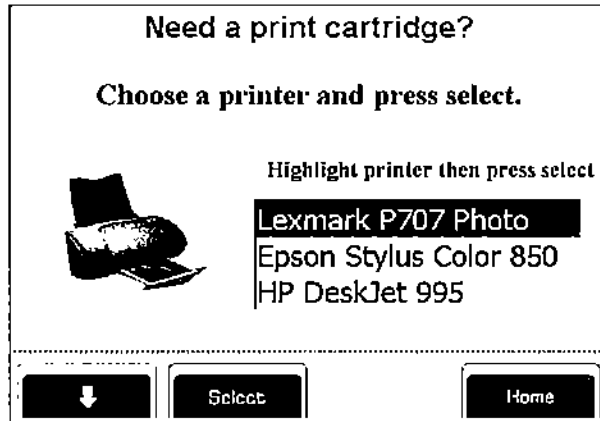 Need a print cartridge?
Choose a printer and press select.
Highlight printer then press select
Lexmark P707 Photo
Epson Stylus Color 850
HP DeskJet 995
Select
Home